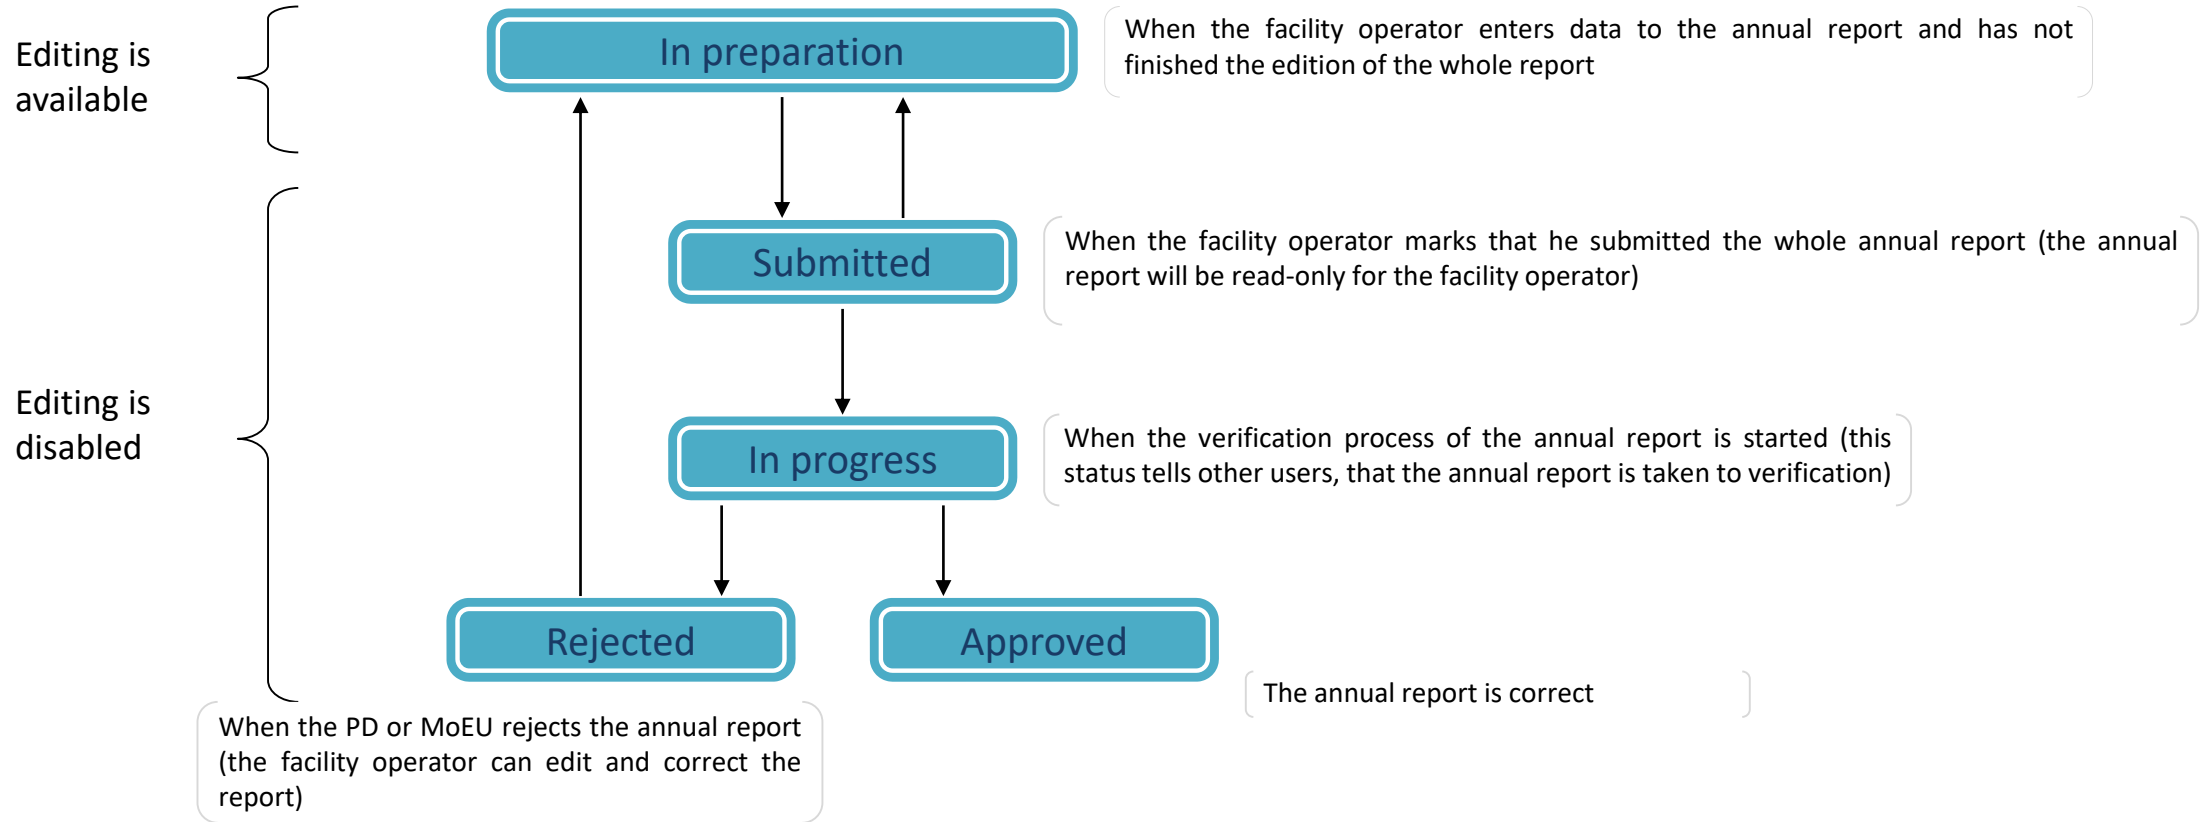 Editing is
available
In preparation
When the facility operator enters data to the annual report and has not
finished the edition of the whole report
Submitted
When the facility operator marks that he submitted the whole annual report (the annual
report will be read-only for the facility operator)
Editing is
disabled
In progress
When the verification process of the annual report is started (this
status tells other users, that the annual report is taken to verification)
Rejected
Approved
The annual report is correct
When the PD or MoEU rejects the annual report
(the facility operator can edit and correct the
report)